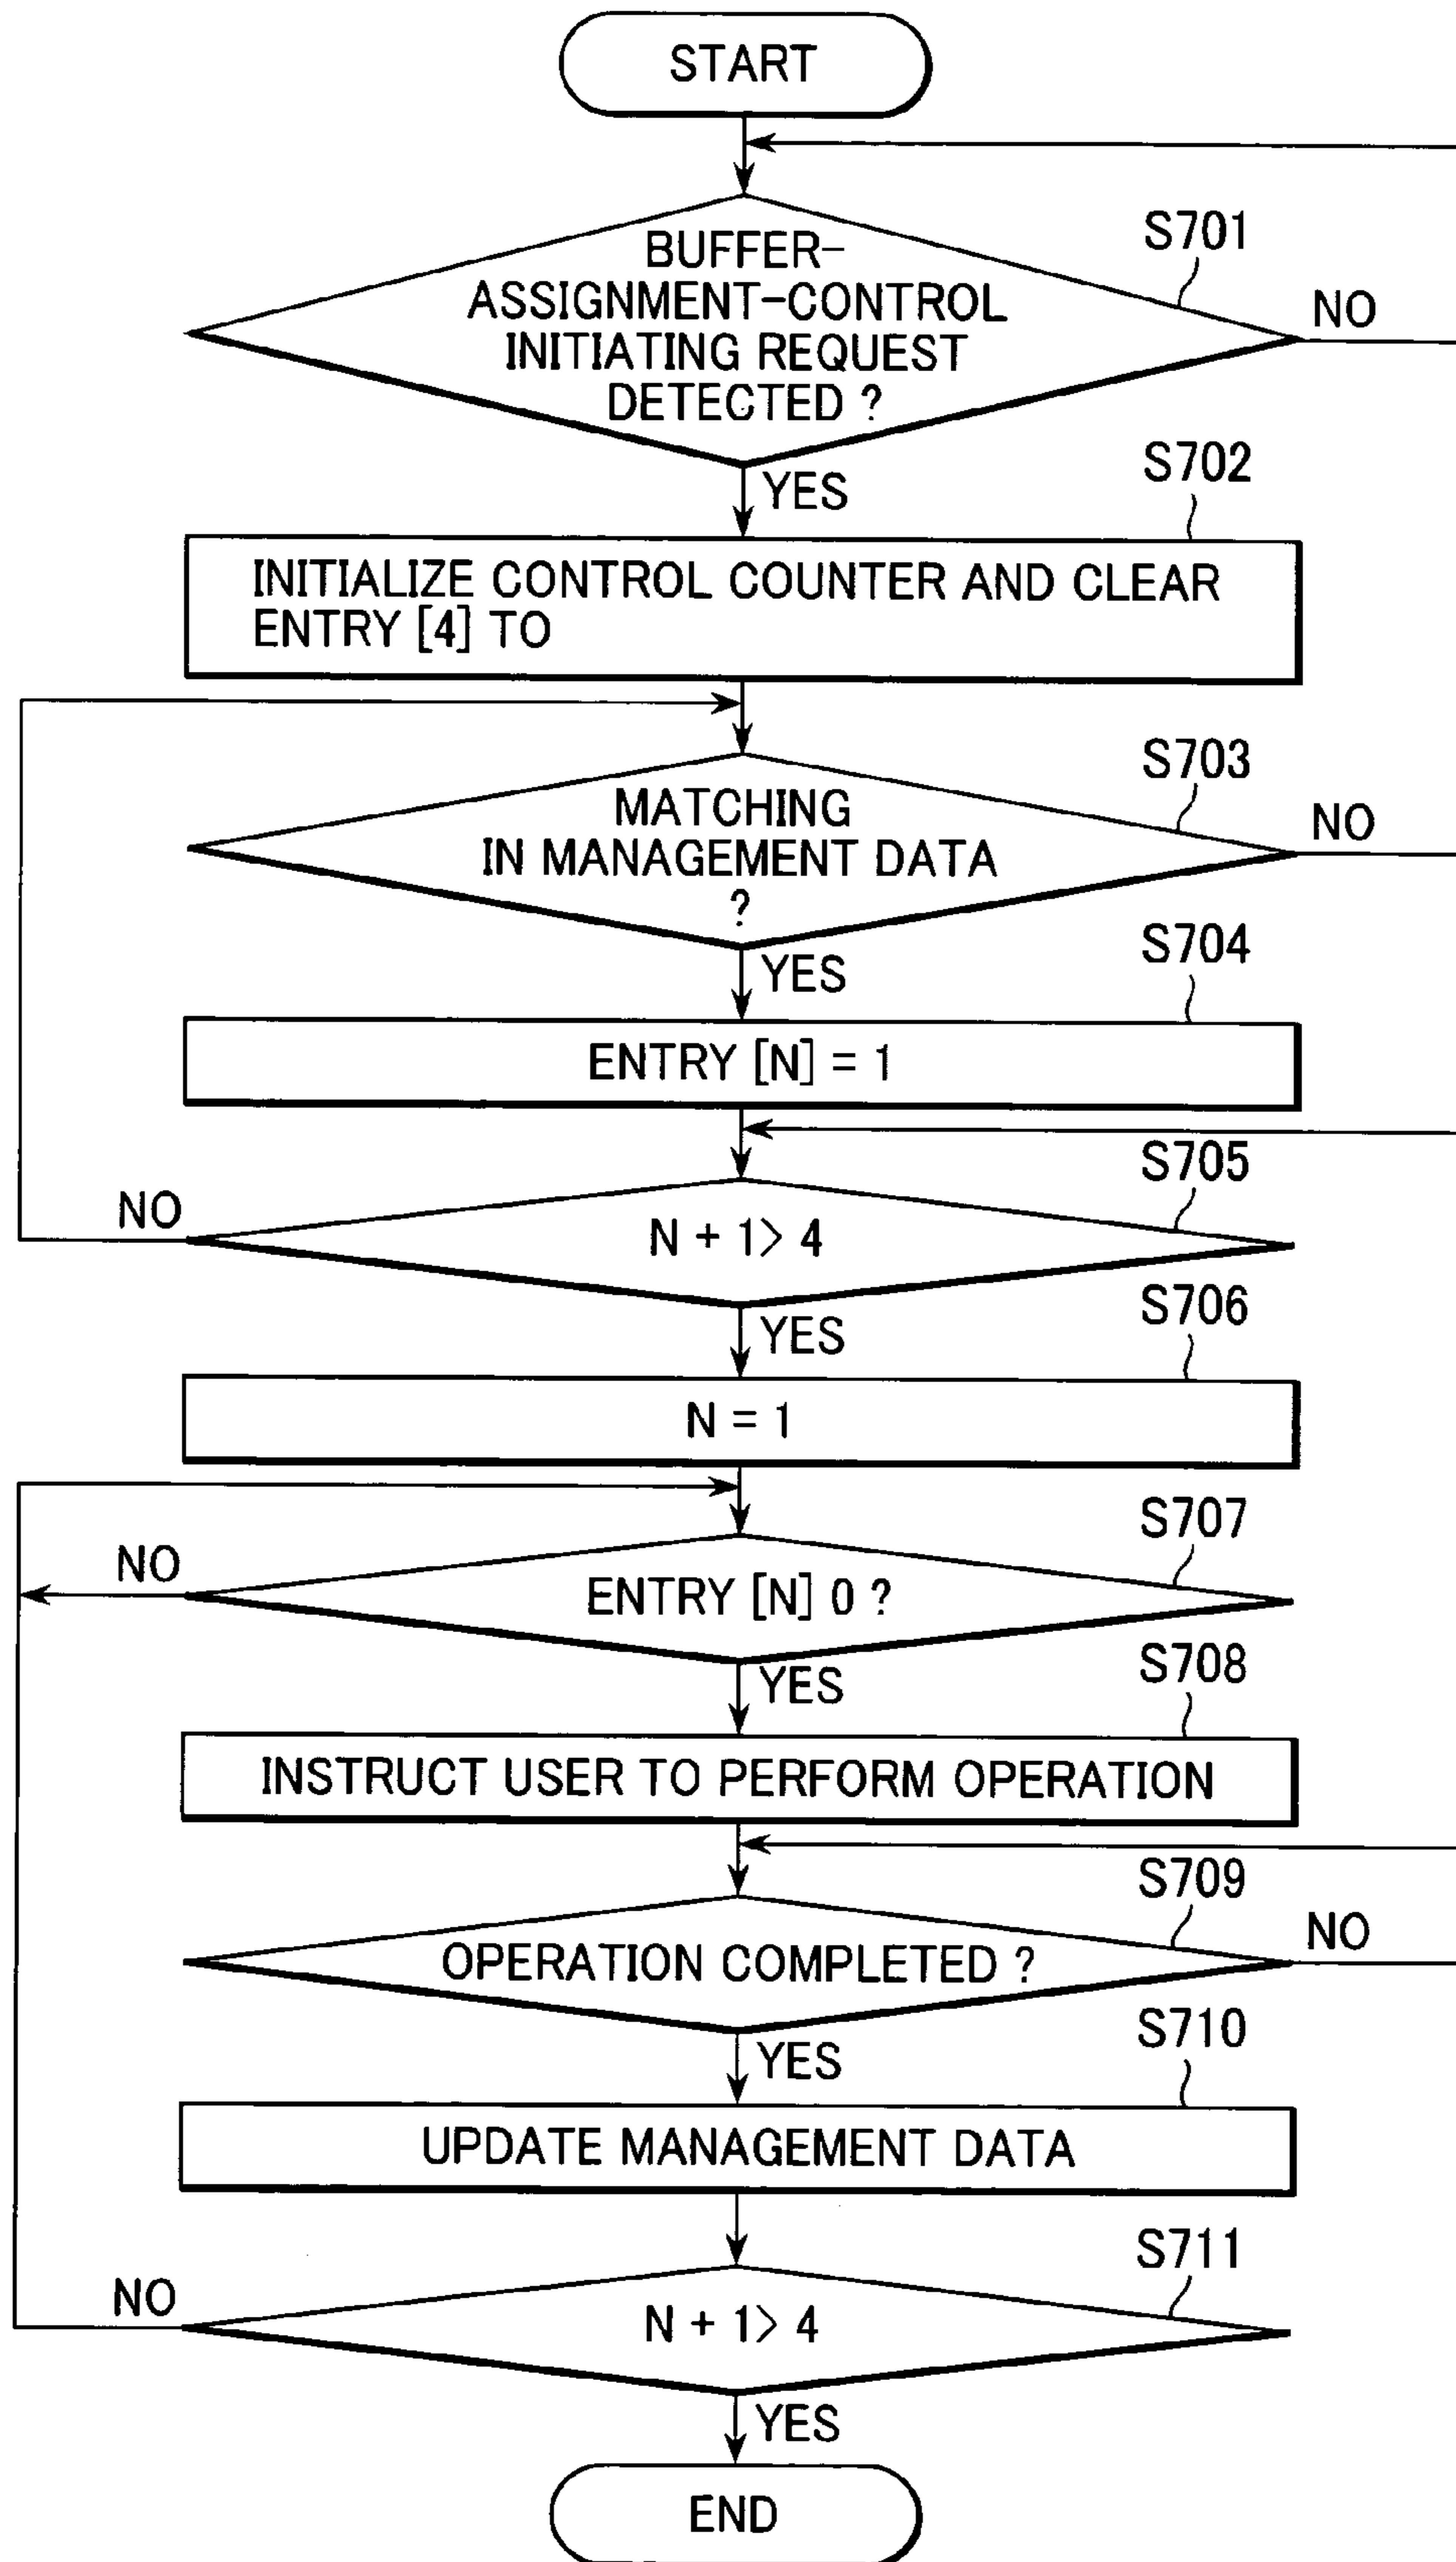 START
BUFFER-
ASSIGNMENT-CONTROL
INITIATING REQUEST
DETECTED ?
S701
NO
YES
S702
INITIALIZE CONTROL COUNTER AND CLEAR
ENTRY [4] TO
S703
MATCHING
IN MANAGEMENT DATA
?
NO
YES
S704
ENTRY [N] = 1
S705
NO
N + 1> 4
YES
S706
N = 1
S707
NO
ENTRY [N] 0 ?
YES
S708
INSTRUCT USER TO PERFORM OPERATION
S709
OPERATION COMPLETED ?
NO
YES
S710
UPDATE MANAGEMENT DATA
S711
NO
N + 1> 4
YES
END